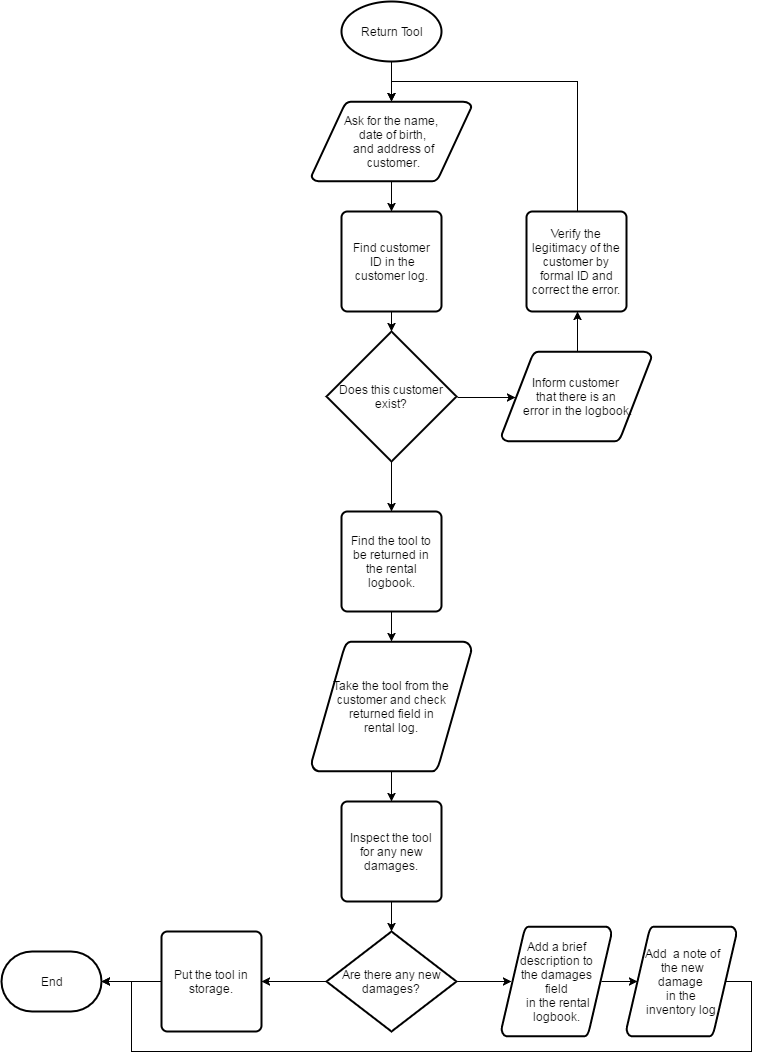 Return Tool
Ask for the name,
date of birth,
and address of
customer.
Find customer
ID in the
customer log.
Verify the
legitimacy of the
customer by
formal ID and
correct the error.
Does this customer
exist?
Inform customer
that there is an
error in the logbook
Find the tool to
be returned in
the rental
logbook.
Take the tool from the
customer and check
returned field in
rental log.
Inspect the tool
for any new
damages.
End
Put the tool in
storage.
Are there any new
damages?
Add a brief
description to
the damages
field
in the rental
logbook.
Add a note of
the new
damage
in the
inventory log